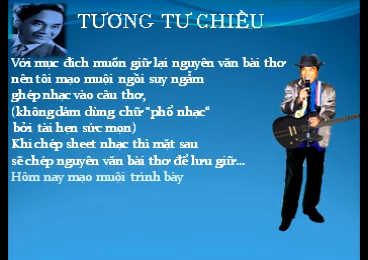 TƯƠNG TƯ CHIỀU
Với mục đích muốn giữ lại nguyên văn bài thơ
nên tôi mạo muội ngồi suy ngẫm
ghép nhạc vào câu thơ,
(không dám dùng chữ "phổ nhạc"
bởi tài hẹn sức mọn)
Khi chép sheet nhạc thì mặt sau
sẽ chép nguyên văn bài thơ để lưu giữ...
Hôm nay mạo muội trình bày